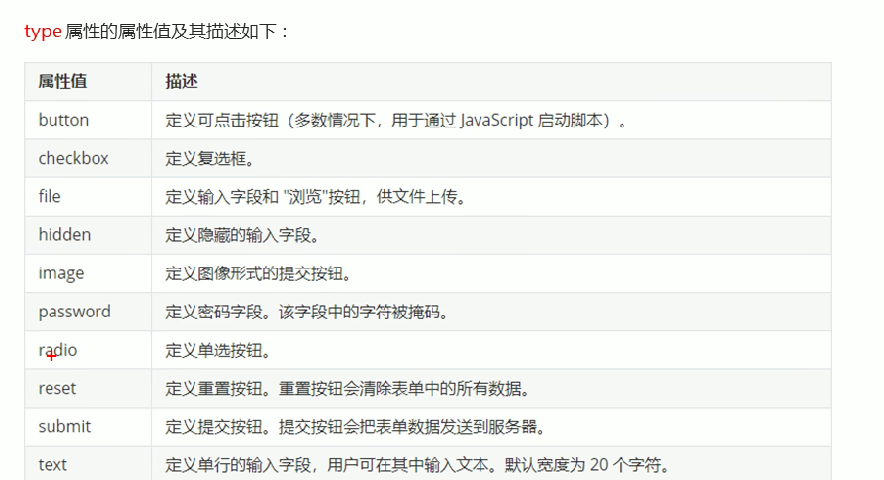 type 属性的属性值及其描述如下：
属性值 描述
button 定义可点击按钮（多数情况下，用于通过 JavaScript 启动脚本）。
checkbox 定义复选框。
file 定义输入字段和 "浏览"按钮，供文件上传。
hidden 定义隐藏的输入字段。
image 定义图像形式的提交按钮。
password 定义密码字段。该字段中的字符被掩码。
radio 定义单选按钮。
reset 定义重置按钮。重置按钮会清除表单中的所有数据。
submit 定义提交按钮。提交按钮会把表单数据发送到服务器。
text 定义单行的输入字段，用户可在其中输入文本。默认宽度为 20 个字符。